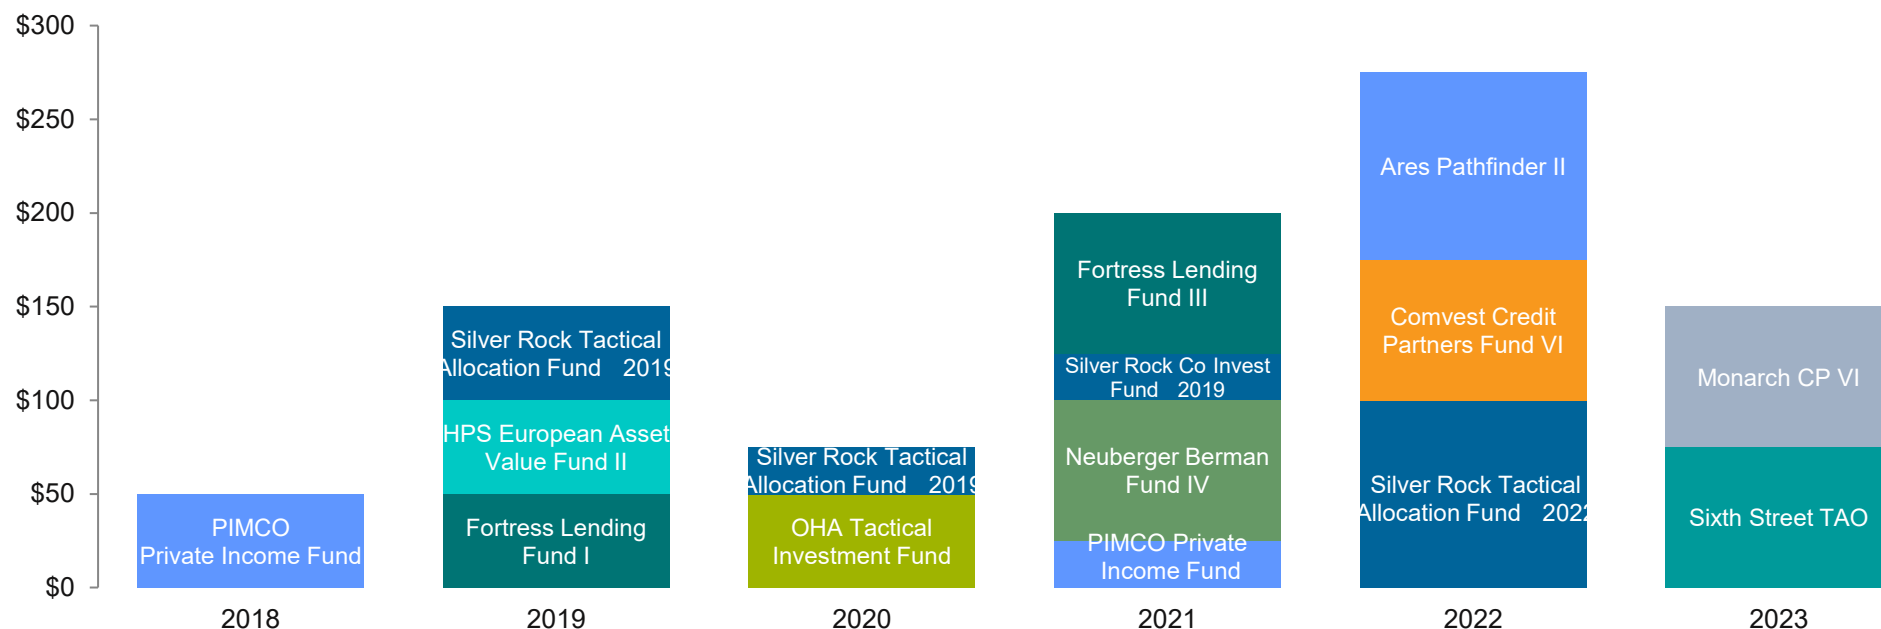 $300
$250
$200
$150
$100
$50
$0
PIMCO
Private Income Fund
Silver Rock Tactical
Allocation Fund 2019
HPS European Asset
Value Fund II
Fortress Lending
Fund I
Silver Rock Tactical
Allocation Fund 2019
OHA Tactical
Investment Fund
Fortress Lending
Fund III
Silver Rock Co Invest
Fund 2019
Neuberger Berman
Fund IV
PIMCO Private
Income Fund
Ares Pathfinder II
Comvest Credit
Partners Fund VI
Silver Rock Tactical
Allocation Fund 2022
Monarch CP VI
Sixth Street TAO
2018 2019 2020 2021 2022 2023